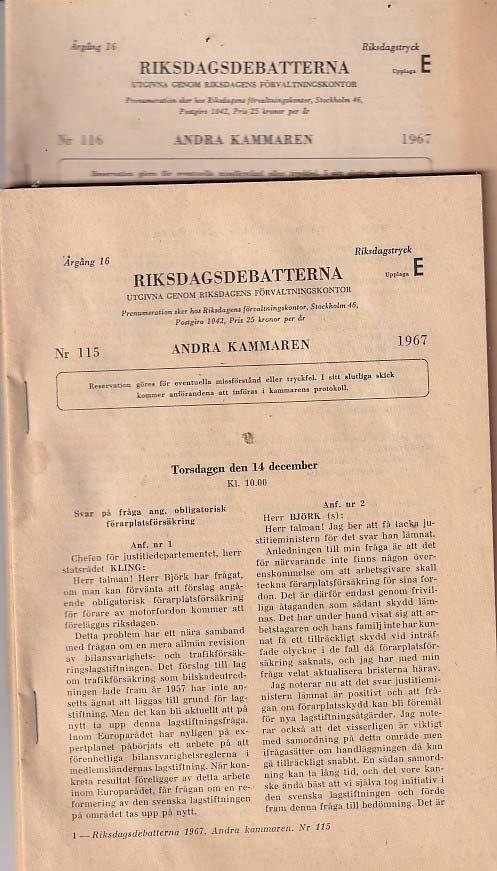 Årgång 16
Riksdagstryck
RIKSDAGSDEBATTERNA
Upplaga E
UTGIVNA GENOM RIKSDAGENS FÖRVALTNINGSKONTOR
Prenumeration sker hos Riksdagens förvaltningskontor, Stockholm 46,
Postgiro 1042, Pris 25 kronor per år
Nr 116
ANDRA KAMMAREN
1967
Reservation göres för eventuella missförstånd eller tryckfel. I sitt slutliga skick
Årgång 16
Riksdagstryck
RIKSDAGSDEBATTERNA
Upplaga E
UTGIVNA GENOM RIKSDAGENS FÖRVALTNINGSKONTOR
Prenumeration sker hos Riksdagens förvaltningskontor, Stockholm 46,
Postgiro 1042, Pris 25 kronor per år
Nr 115
ANDRA KAMMAREN
1967
Reservation göres för eventuella missförstånd eller tryckfel. I sitt slutliga skick
kommer anförandena att införas i kammarens protokoll.
Torsdagen den 14 december
Kl. 10.00
Svar på fråga ang. obligatorisk
förarplatsförsäkring
Anf. nr 1
Chefen för justitiedepartementet, herr
statsrådet KLING:
Herr talman! Herr Björk har frågat,
om man kan förvänta att förslag angå-
ende obligatorisk förarplatsförsäkring
för förare av motorfordon kommer att
föreläggas riksdagen.
Detta problem har ett nära samband
med frågan om en mera allmän revision
av bilansvarighets- och trafikförsäk-
ringslagstiftningen. Det förslag till lag
om trafikförsäkring som bilskadeutred-
ningen lade fram år 1957 har inte an-
setts ägnat att läggas till grund för lag-
stiftning. Men det kan bli aktuellt att på
nytt ta upp denna lagstiftningsfråga.
Inom Europarådet har nyligen på ex-
pertplanet påbörjats ett arbete på att
förenhetliga bilansvarighetsreglerna i
medlemsländernas lagstiftning. När kon-
kreta resultat föreligger av detta arbete
inom Europarådet, får frågan om en re-
formering av den svenska lagstiftningen
på området tas upp på nytt.
Anf. nr 2
Herr BJÖRK (s):
Herr talman! Jag ber att få tacka ju-
stitieministern för det svar han lämnat.
Anledningen till min fråga är att det
för närvarande inte finns någon över-
enskommelse om att arbetsgivare skall
teckna förarplatsförsäkring för sina for-
don. Det är därför endast genom frivil-
liga åtaganden som sådant skydd läm-
nas. Det har under hand visat sig att ar-
betstagaren och hans familj inte har kun-
nat få ett tillräckligt skydd vid inträf-
fade olyckor i de fall då förarplatsför-
säkring saknats, och jag har med min
fråga velat aktualisera bristerna härav.
Jag noterar nu att det svar justitiemi-
nistern lämnat är positivt och att frå-
gan om förarplatsskydd kan bli föremål
för nya lagstiftningsåtgärder. Jag note-
rar också att det visserligen är viktigt
med samordning på detta område men
ifrågasätter om handläggningen då kan
gå tillräckligt snabbt. En sådan samord-
ning kan ta lång tid, och det vore kan-
ske ändå bäst att vi själva tog initiativ i
den svenska lagstiftningen och förde
fram denna fråga till bedömning. Det är
1 — Riksdagsdebatterna 1967. Andra kammaren. Nr 115